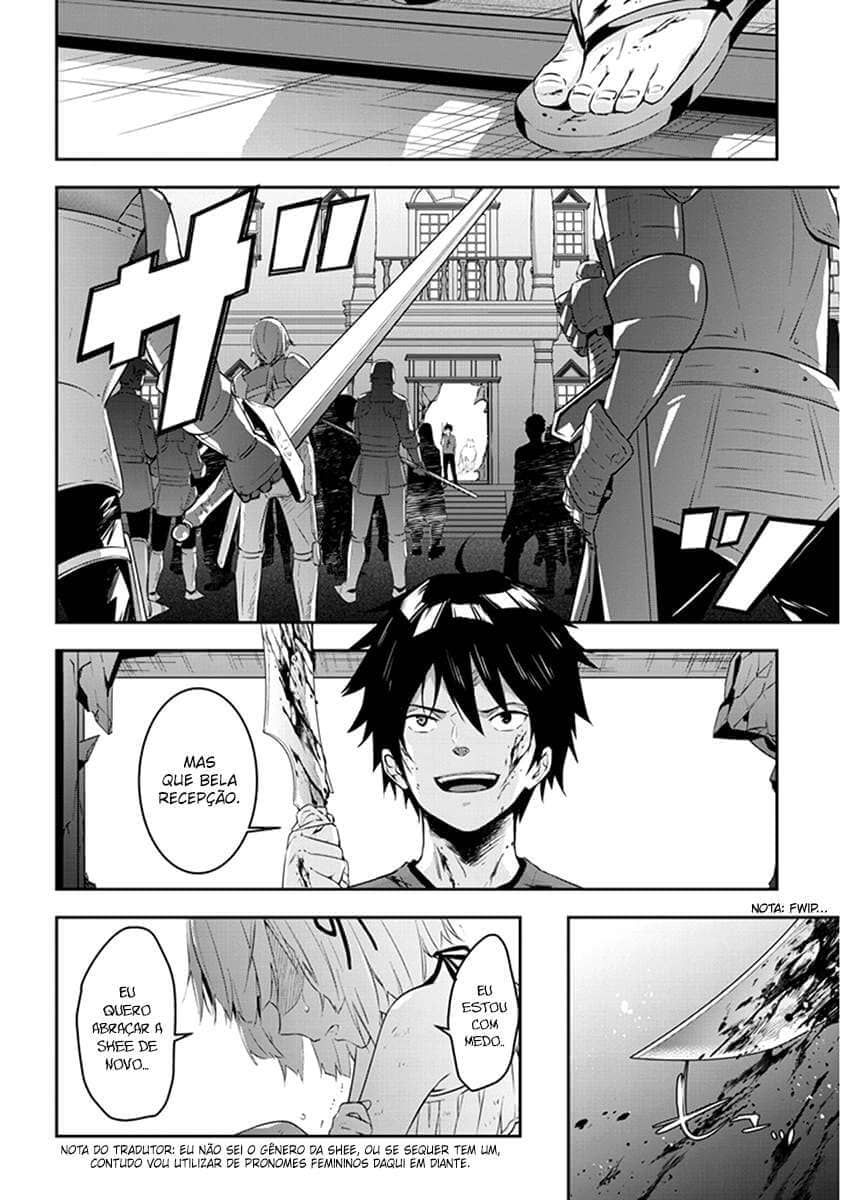 ザッ
MAS
QUE BELA
RECEPÇÃO.
NOTA: FWIP...
EU
ESTOU
COM
MEDO..
EU
QUERO
ABRAÇAR A
SHEE DE
NOVO...
NOTA DO TRADUTOR: EU NÃO SEI O GÊNERO DA SHEE, OU SE SEQUER TEM UM,
CONTUDO VOU UTILIZAR DE PRONOMES FEMININOS DAQUI EM DIANTE.